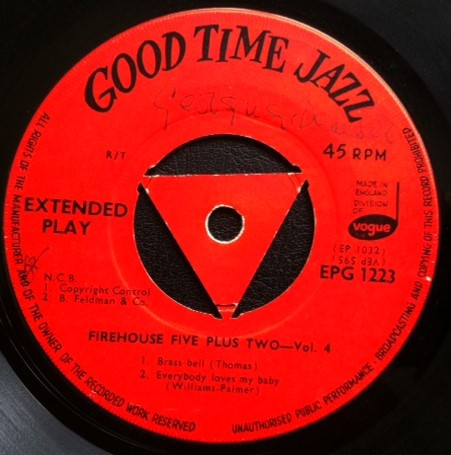 GOOD TIME JAZZ
R/T
45 RPM
EXTENDED
PLAY
MADE IN
ENGLAND
DIVISION
OF
vogue
(EP 1032)
(565 d3A)
EPG 1223
N.C.B.
1. Copyright Control
2. B. Feldman & Co.
FIREHOUSE FIVE PLUS TWO—Vol. 4
1. Brass bell (Thomas)
2. Everybody loves my baby
(Williams-Palmer)
ALL RIGHTS OF THE MANUFACTURER AND OF THE OWNER OF THE RECORDED WORK RESERVED
UNAUTHORISED PUBLIC PERFORMANCE · BROADCASTING AND COPYING OF THIS RECORD PROHIBITED